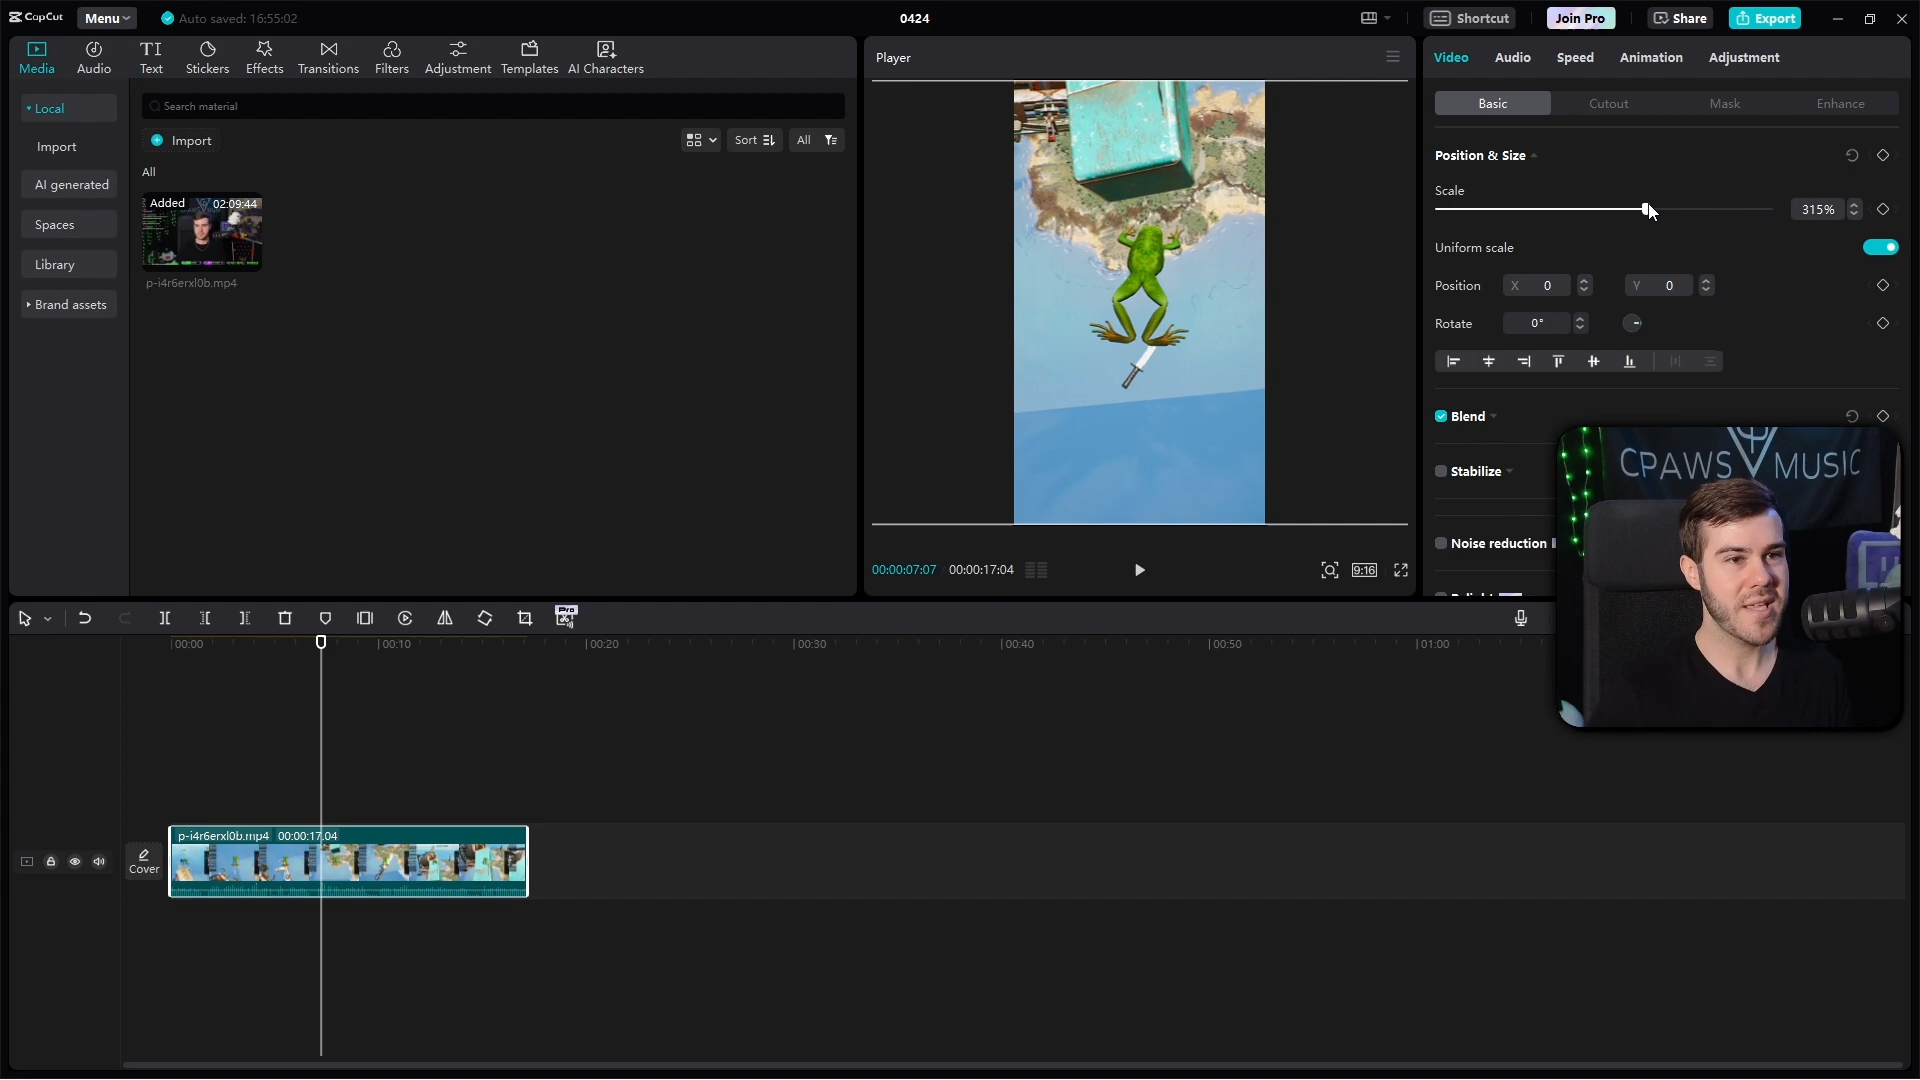 CapCut
Menu
Auto saved: 16:55:02
0424
Shortcut
Join Pro
Share
Export
Media
Audio
Text
Stickers
Effects
Transitions
Filters
Adjustment
Templates
AI Characters
Local
Import
AI generated
Spaces
Library
Brand assets
Search material
Import
Sort
All
All
Added
02:09:44
p-i4r6erxl0b.mp4
Player
00:00:07:07
00:00:17:04
9:16
Video
Audio
Speed
Animation
Adjustment
Basic
Cutout
Mask
Enhance
Position & Size
Scale
315%
Uniform scale
Position
X 0
Y 0
Rotate
0°
Blend
Stabilize
Noise reduction
CPAWS MUSIC
Pro
00:00
00:10
00:20
00:30
00:40
00:50
01:00
Cover
p-i4r6erxl0b.mp4 00:00:17:04